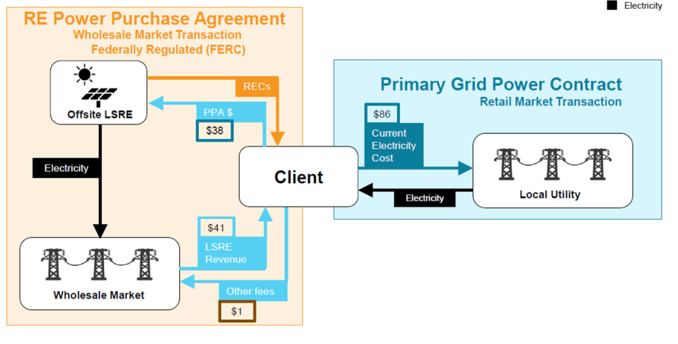 Electricity
RE Power Purchase Agreement
Wholesale Market Transaction
Federally Regulated (FERC)
RECs
Offsite LSRE
PPA $
$38
Primary Grid Power Contract
Retail Market Transaction
$86
Current
Electricity
Cost
Electricity
Client
Local Utility
Electricity
$41
LSRE
Revenue
Wholesale Market
Other fees
$1